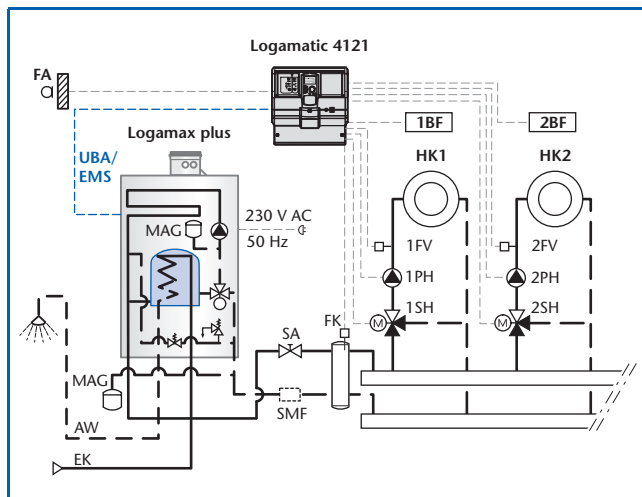 Logamatic 4121
FA
1BF
2BF
Logamax plus
HK1
HK2
UBA/
EMS
MAG
230 V AC
50 Hz
1FV
2FV
1PH
2PH
FK
1SH
2SH
M
M
SA
MAG
SMF
AW
EK